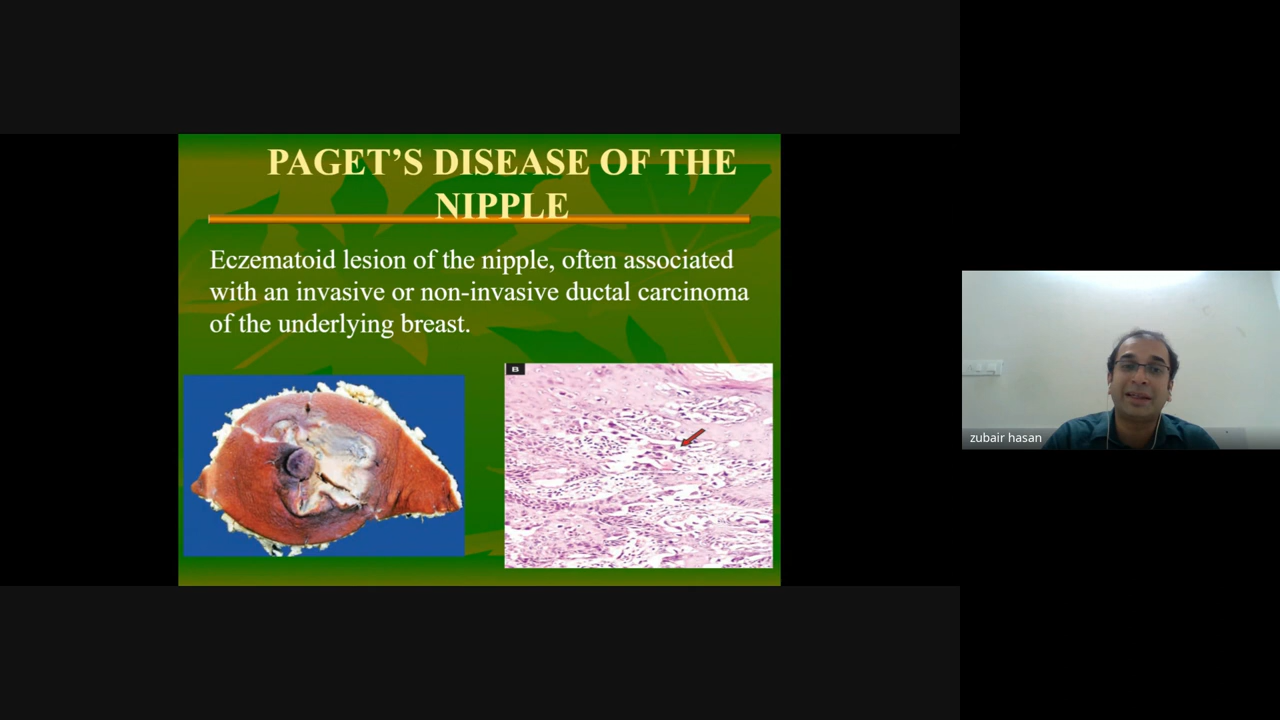 PAGET'S DISEASE OF THE
NIPPLE
Eczematoid lesion of the nipple, often associated
with an invasive or non-invasive ductal carcinoma
of the underlying breast.
B
zubair hasan